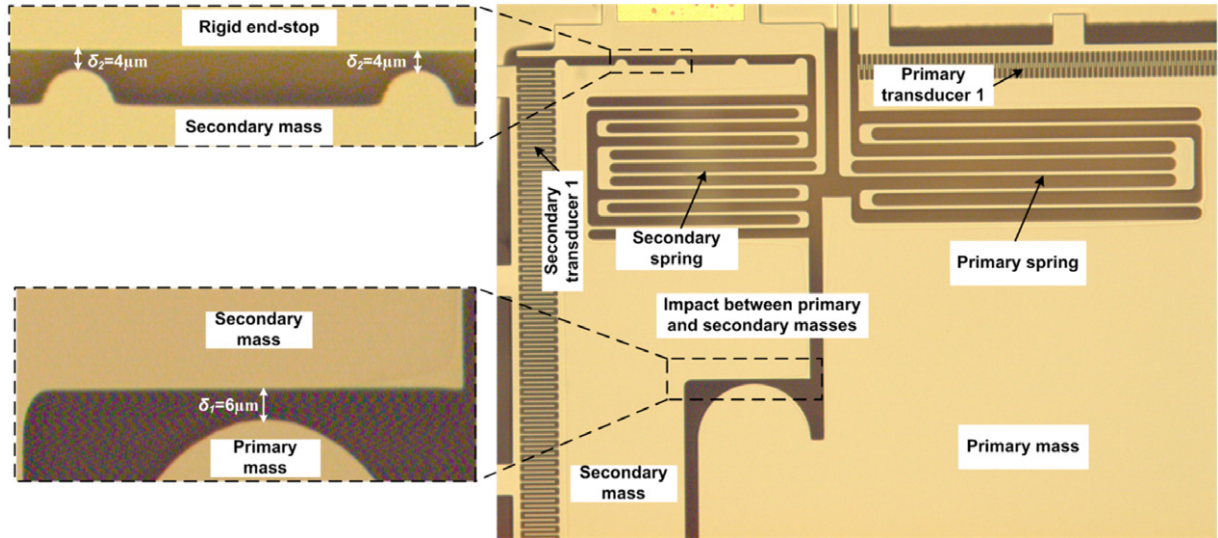 Rigid end-stop
δ2=4μm
δ2=4μm
Secondary mass
Secondary
mass
δ1=6μm
Primary
mass
Primary
transducer 1
Secondary
transducer 1
Secondary
spring
Primary spring
Impact between primary
and secondary masses
Secondary
mass
Primary mass